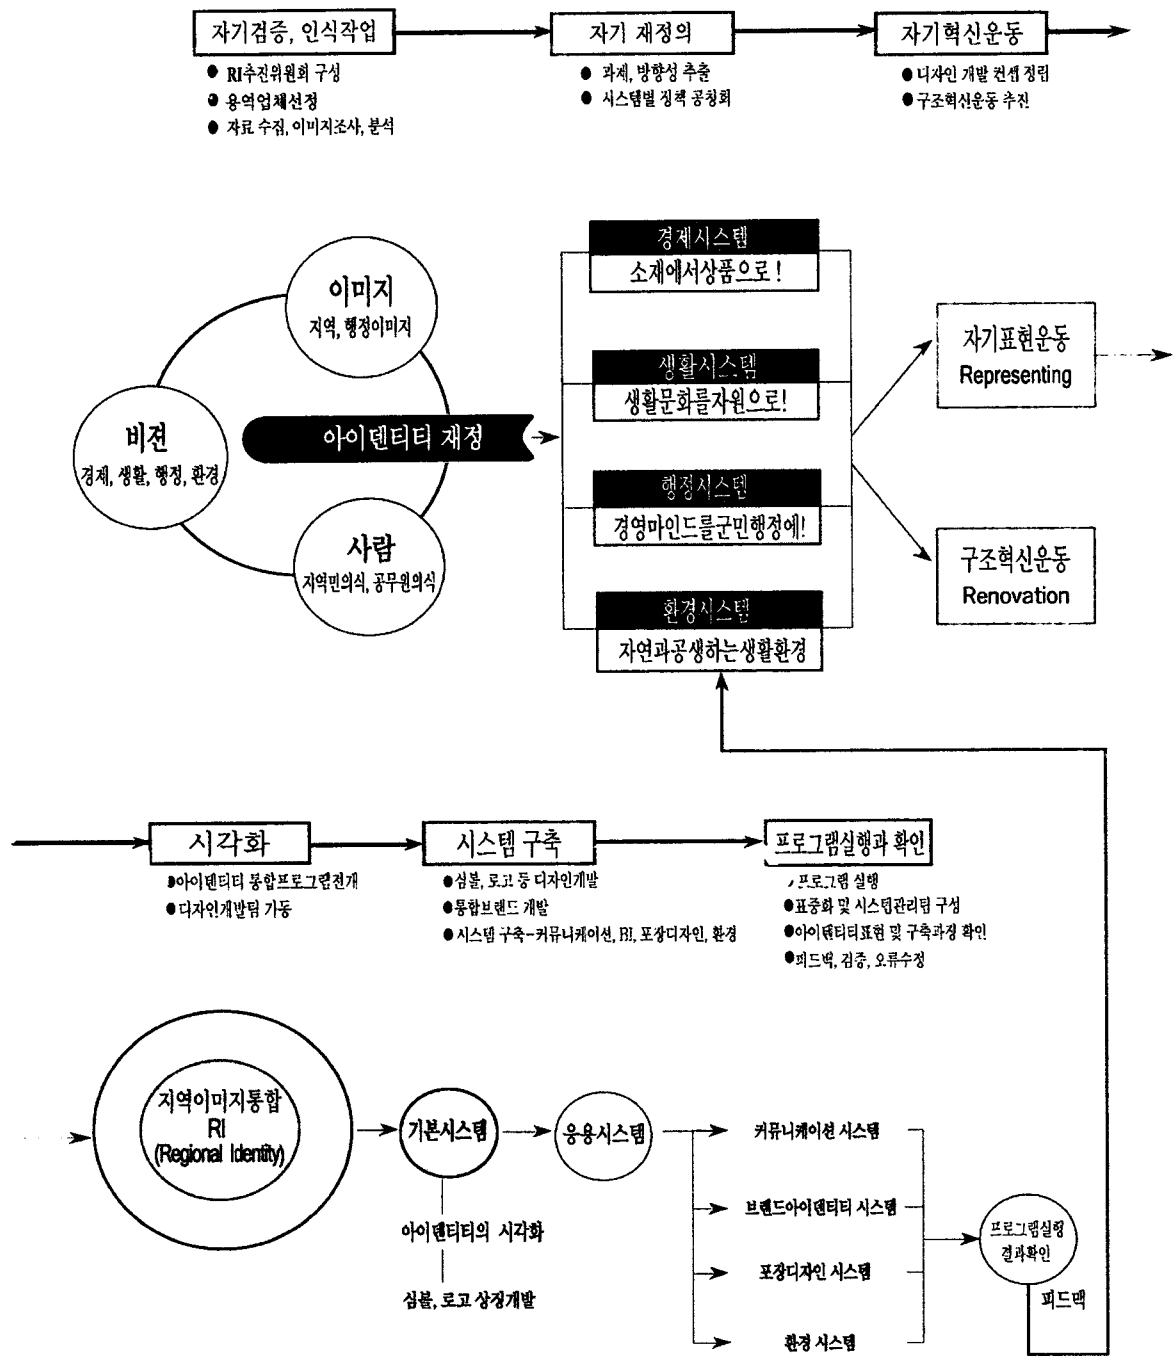 자기검증, 인식작업
● RI추진위원회 구성
● 용역업체선정
● 자료 수집, 이미지조사, 분석
자기 재정의
● 과제, 방향성 추출
● 시스템별 정책 공청회
자기혁신운동
● 디자인 개발 컨셉 정립
● 구조혁신운동 추진
이미지
지역, 행정이미지
비젼
경제, 생활, 행정, 환경
사람
지역민의식, 공무원의식
아이덴티티 재정
경제시스템
소재에서상품으로!
생활시스템
생활문화를자원으로!
행정시스템
경영마인드를군민행정에!
환경시스템
자연과공생하는생활환경
자기표현운동
Representing
구조혁신운동
Renovation
시각화
●아이덴티티 통합프로그램전개
●디자인개발팀 가동
시스템 구축
●심볼, 로고 등 디자인개발
●통합브랜드 개발
●시스템 구축-커뮤니케이션, BI, 포장디자인, 환경
프로그램실행과 확인
프로그램 실행
●표준화 및 시스템관리팀 구성
●아이덴티티표현 및 구축과정 확인
●피드백, 검증, 오류수정
지역이미지통합
RI
(Regional Identity)
기본시스템
아이덴티티의 시각화
심볼, 로고 상징개발
응용시스템
커뮤니케이션 시스템
브랜드아이덴티티 시스템
포장디자인 시스템
환경 시스템
프로그램실행
결과확인
피드백